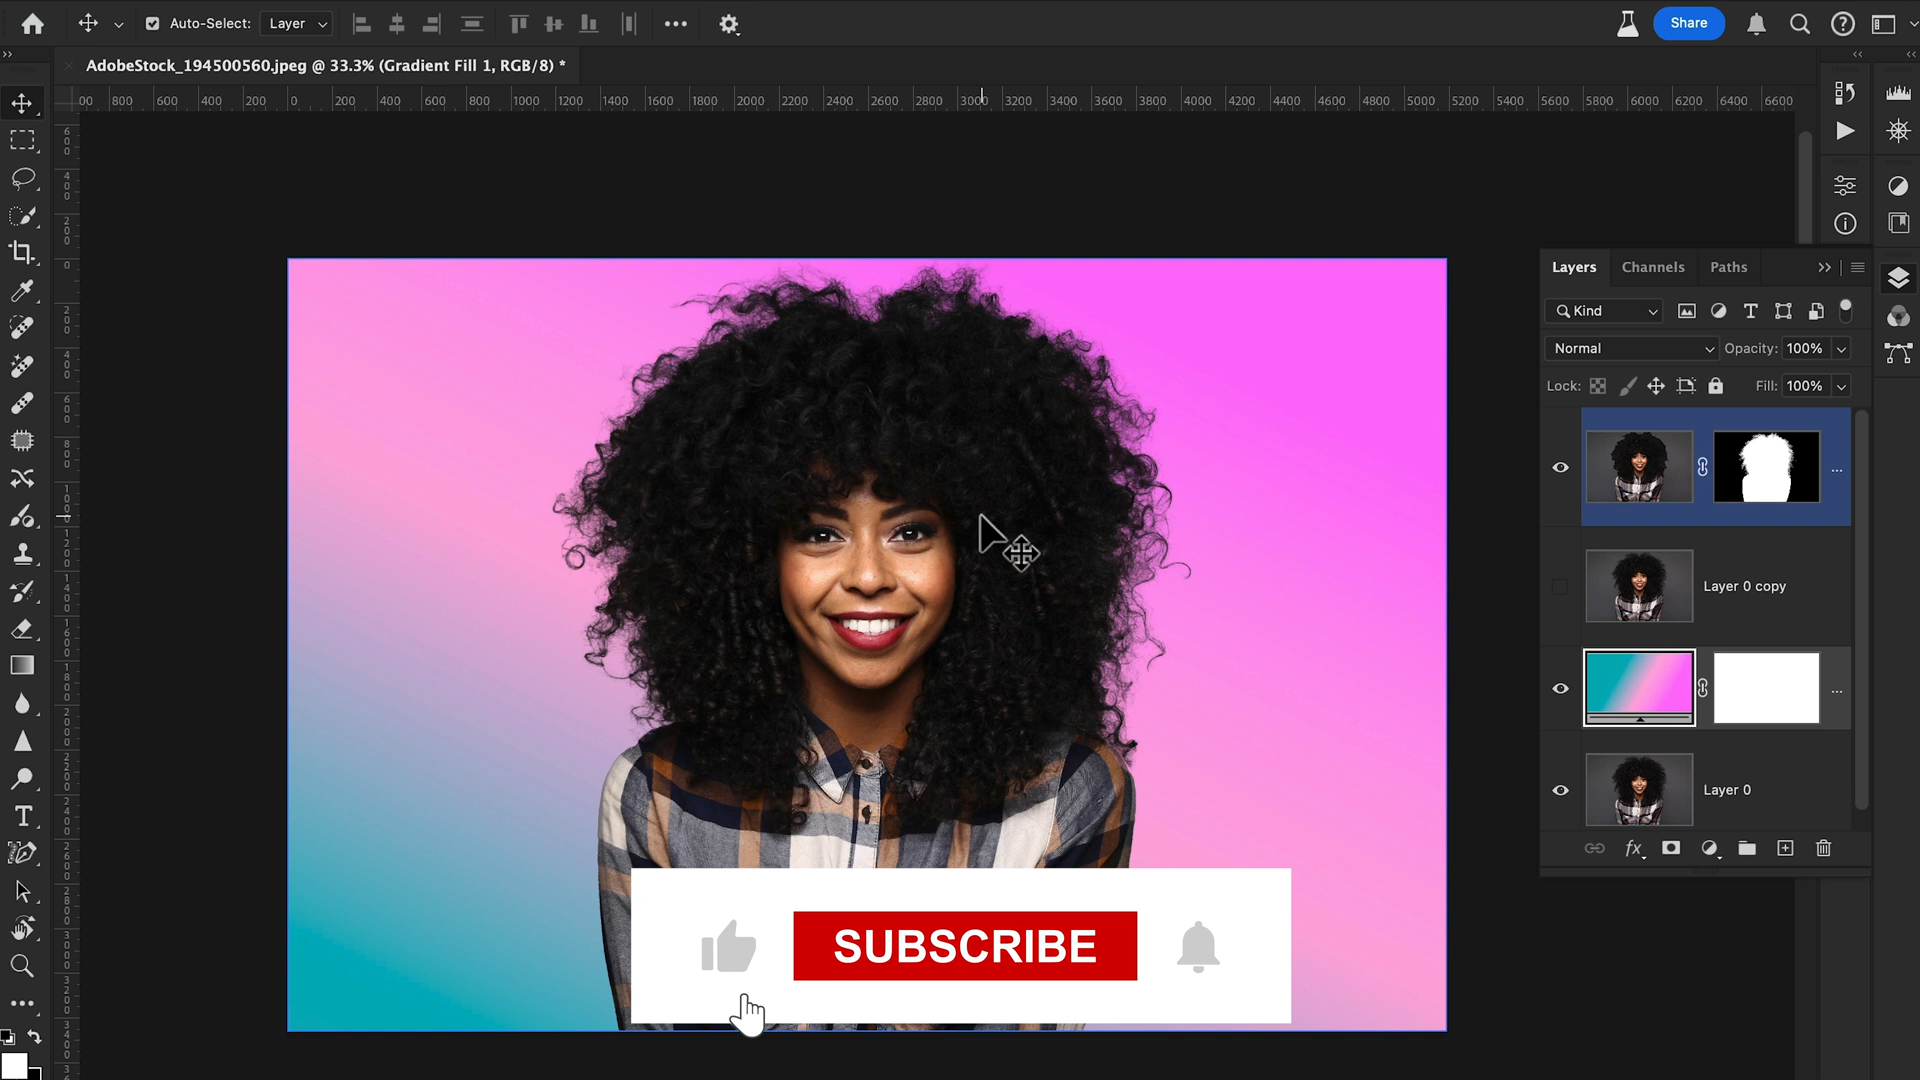 Auto-Select: Layer Share
AdobeStock_194500560.jpeg @ 33.3% (Gradient Fill 1, RGB/8) *
00 800 600 400 200 0 200 400 600 800 1000 1200 1400 1600 1800 2000 2200 2400 2600 2800 3000 3200 3400 3600 3800 4000 4200 4400 4600 4800 5000 5200 5400 5600 5800 6000 6200 6400 6600
Layers Channels Paths
Kind
Normal Opacity: 100%
Lock: Fill: 100%
...
Layer 0 copy
...
Layer 0
fx
SUBSCRIBE